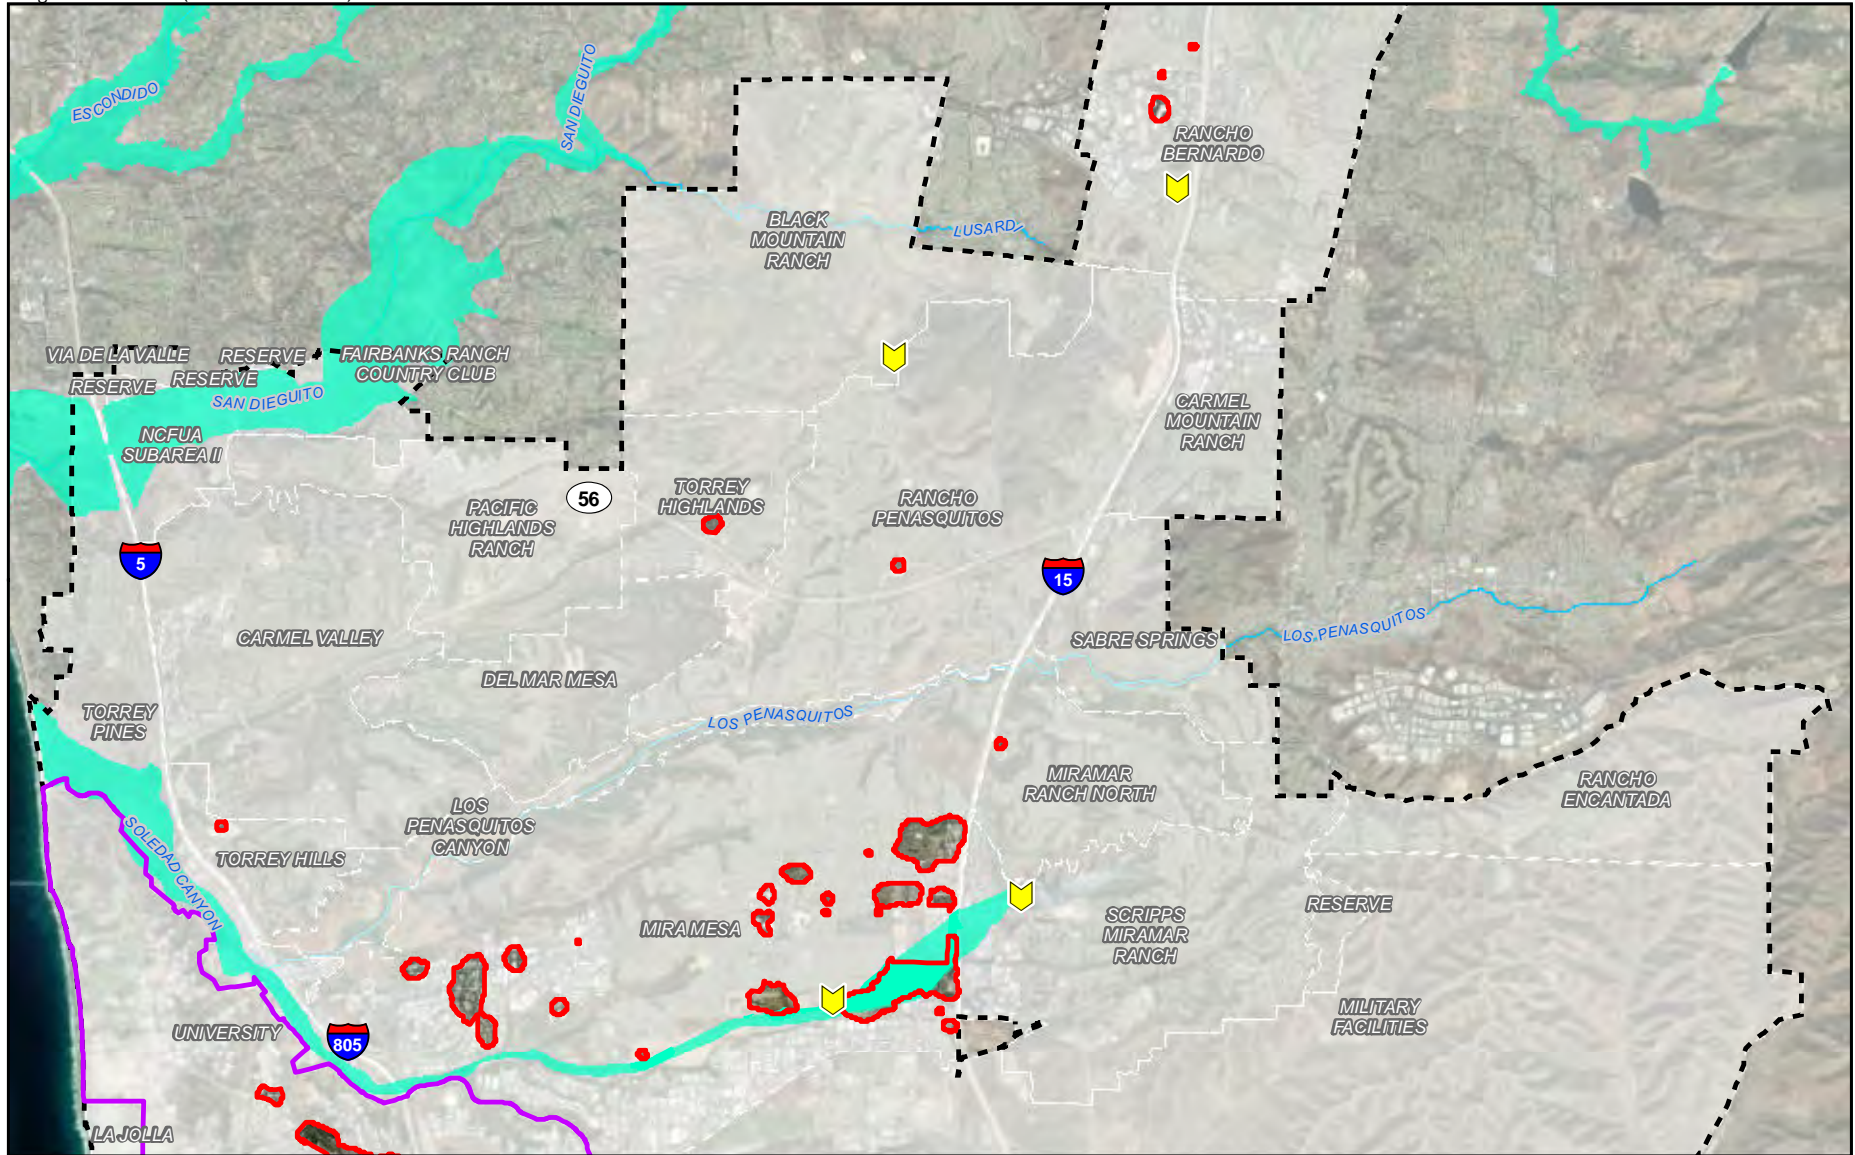 ESCONDIDO
SAN DIEGUITO
RANCHO
BERNARDO
BLACK
MOUNTAIN
RANCH
LUSARDI
VIA DE LA VALLE
RESERVE
FAIRBANKS RANCH
COUNTRY CLUB
RESERVE
RESERVE
SAN DIEGUITO
NCFUA
SUBAREA II
CARMEL
MOUNTAIN
RANCH
PACIFIC
HIGHLANDS
RANCH
56
TORREY
HIGHLANDS
RANCHO
PENASQUITOS
5
15
CARMEL VALLEY
SABRE SPRINGS
LOS PENASQUITOS
DEL MAR MESA
TORREY
PINES
LOS PENASQUITOS
MIRAMAR
RANCH NORTH
RANCHO
ENCANTADA
LOS
PENASQUITOS
CANYON
SOLEDAD CANYON
TORREY HILLS
MIRA MESA
SCRIPPS
MIRAMAR
RANCH
RESERVE
UNIVERSITY
805
MILITARY
FACILITIES
LA JOLLA